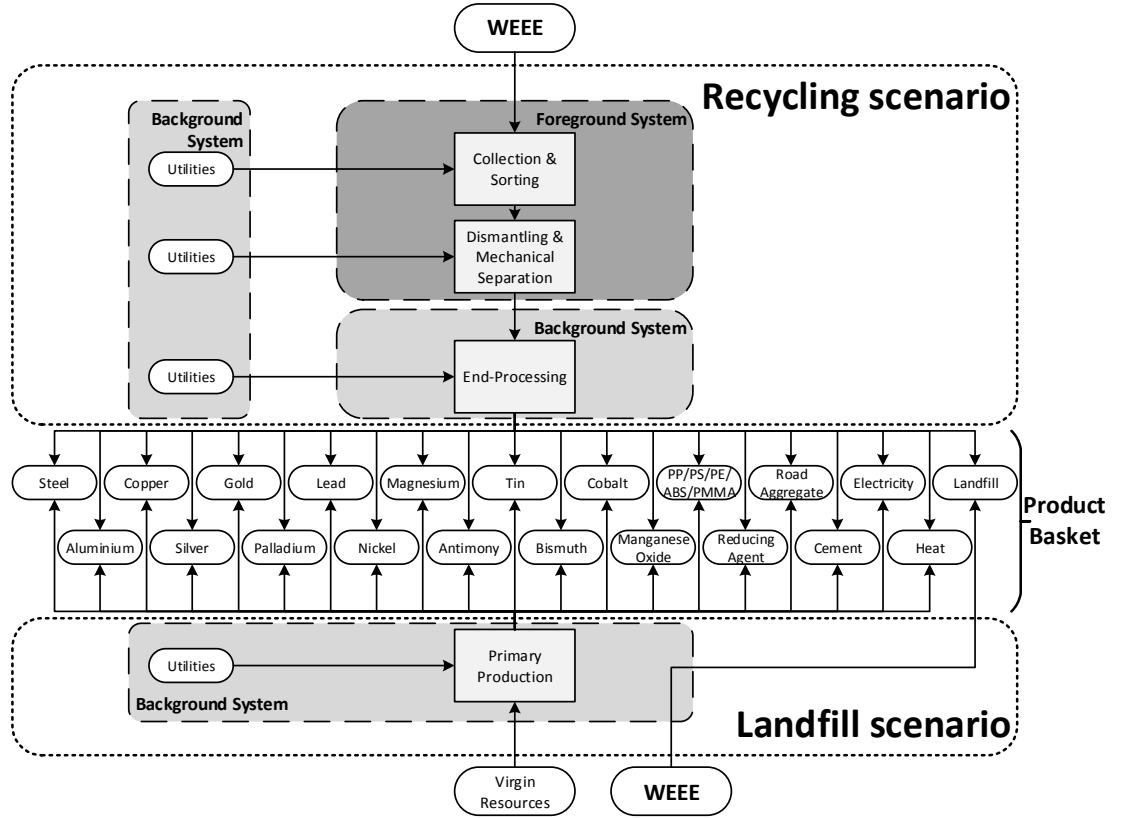 WEEE
Recycling scenario
Background
System
Foreground System
Utilities
Collection &
Sorting
Utilities
Dismantling &
Mechanical
Separation
Background System
Utilities
End-Processing
Steel
Copper
Gold
Lead
Magnesium
Tin
Cobalt
PP/PS/PE/
ABS/PMMA
Road
Aggregate
Electricity
Landfill
Product
Basket
Aluminium
Silver
Palladium
Nickel
Antimony
Bismuth
Manganese
Oxide
Reducing
Agent
Cement
Heat
Utilities
Primary
Production
Background System
Landfill scenario
Virgin
Resources
WEEE